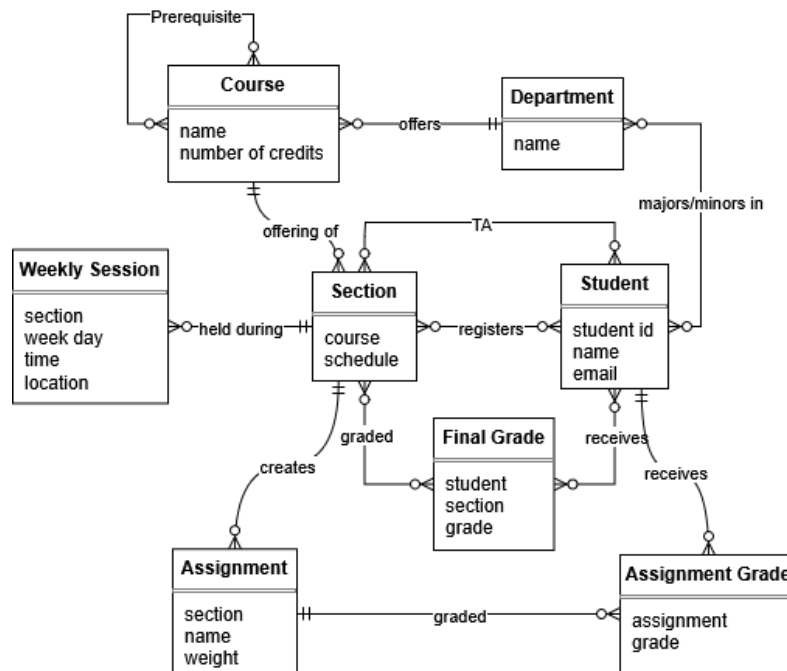 Prerequisite
Course
name
number of credits
offers
Department
name
majors/minors in
offering of
TA
Weekly Session
section
week day
time
location
held during
Section
course
schedule
registers
Student
student id
name
email
graded
Final Grade
student
section
grade
receives
receives
creates
Assignment
section
name
weight
graded
Assignment Grade
assignment
grade